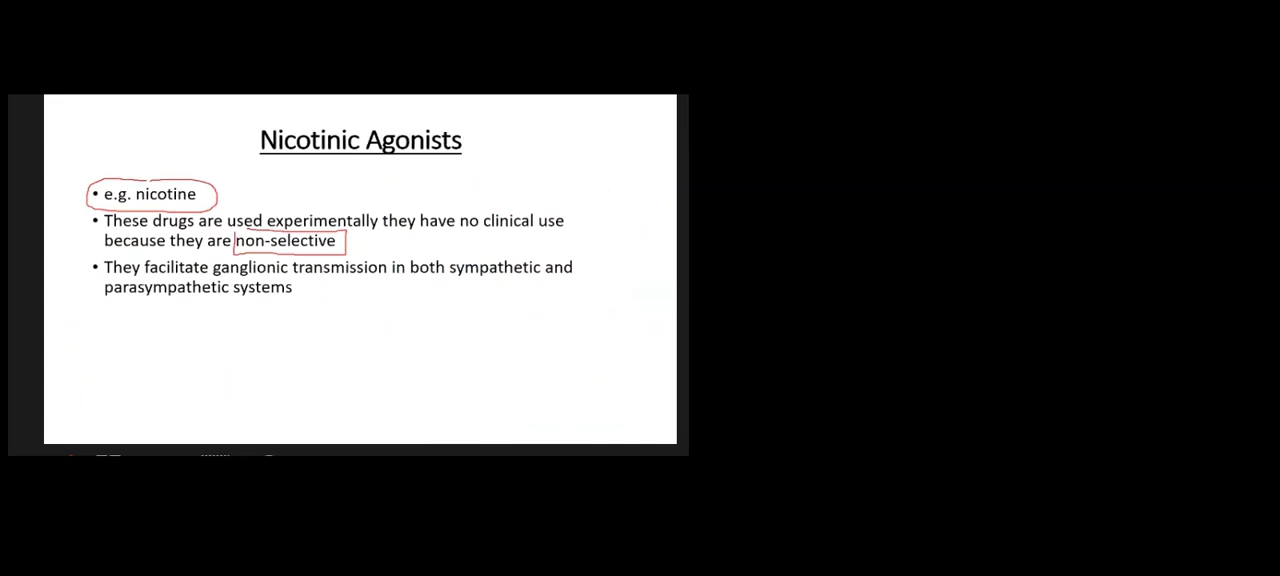 Nicotinic Agonists
• e.g. nicotine
• These drugs are used experimentally they have no clinical use
because they are non-selective
• They facilitate ganglionic transmission in both sympathetic and
parasympathetic systems